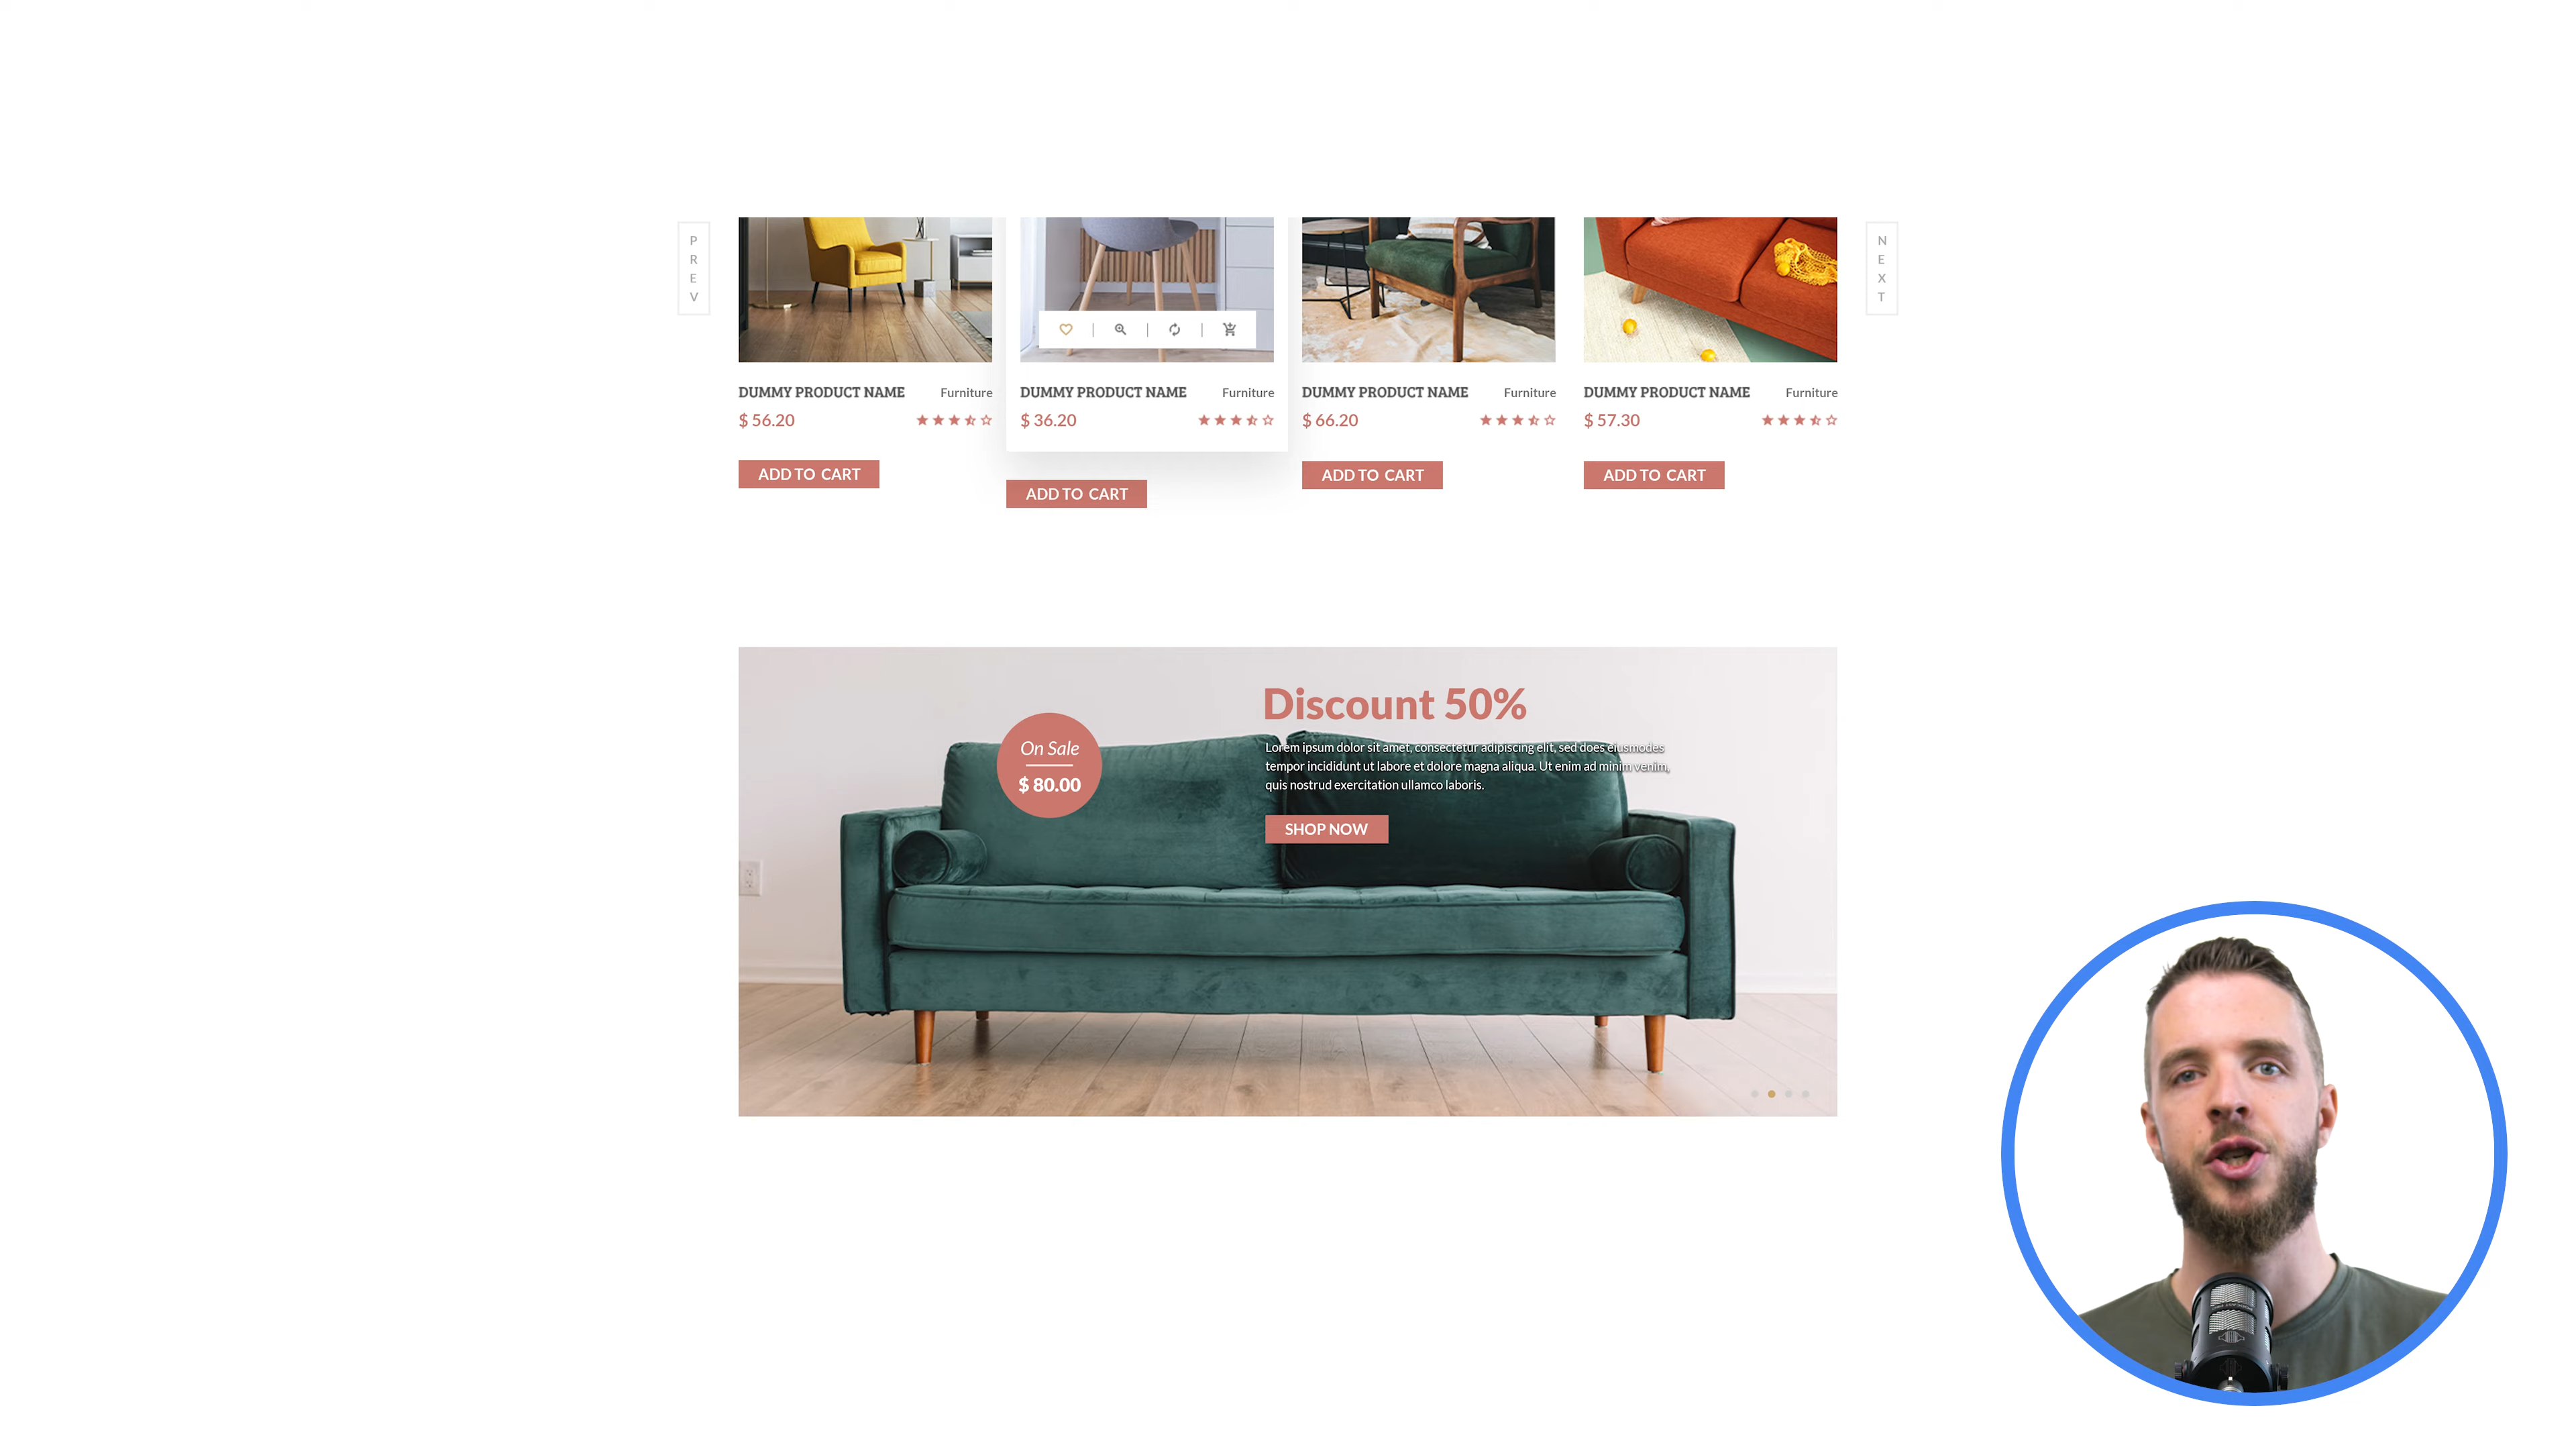 P
R
E
V
N
E
X
T
DUMMY PRODUCT NAME Furniture
$ 56.20
ADD TO CART
DUMMY PRODUCT NAME Furniture
$ 36.20
ADD TO CART
DUMMY PRODUCT NAME Furniture
$ 66.20
ADD TO CART
DUMMY PRODUCT NAME Furniture
$ 57.30
ADD TO CART
On Sale
$ 80.00
Discount 50%
Lorem ipsum dolor sit amet, consectetur adipiscing elit, sed does eiusmodes
tempor incididunt ut labore et dolore magna aliqua. Ut enim ad minim venim,
quis nostrud exercitation ullamco laboris.
SHOP NOW